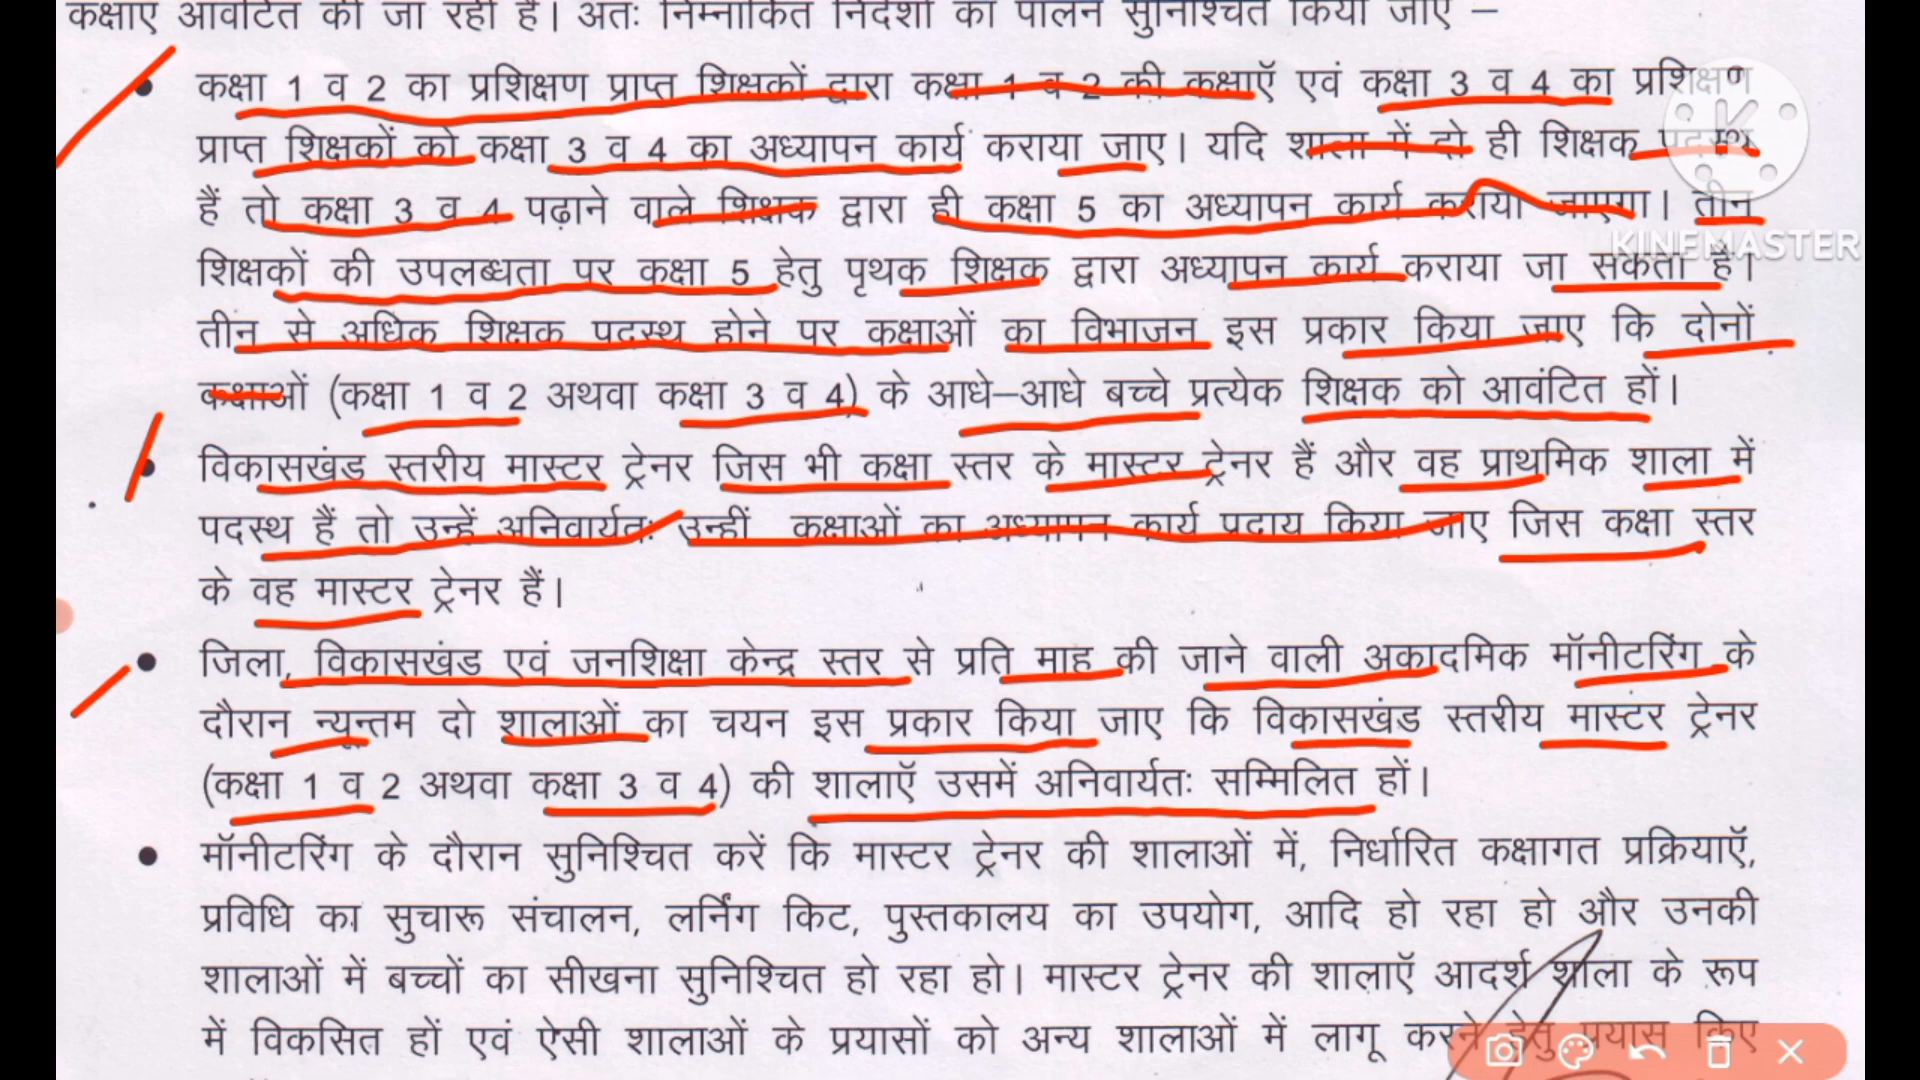 कक्षाएं आवंटित की जा रही हैं। अतः निम्नांकित निर्देशों का पालन सुनिश्चित किया जाए –
● कक्षा 1 व 2 का प्रशिक्षण प्राप्त शिक्षकों द्वारा कक्षा 1 व 2 की कक्षाऍ एवं कक्षा 3 व 4 का प्रशिक्षण
प्राप्त शिक्षकों को कक्षा 3 व 4 का अध्यापन कार्य कराया जाए। यदि शाला में दो ही शिक्षक पदस्थ
हैं तो कक्षा 3 व 4 पढ़ाने वाले शिक्षक द्वारा ही कक्षा 5 का अध्यापन कार्य कराया जाएगा। तीन
KINEMASTER
शिक्षकों की उपलब्धता पर कक्षा 5 हेतु पृथक शिक्षक द्वारा अध्यापन कार्य कराया जा सकता है।
तीन से अधिक शिक्षक पदस्थ होने पर कक्षाओं का विभाजन इस प्रकार किया जाए कि दोनों
कक्षाओं (कक्षा 1 व 2 अथवा कक्षा 3 व 4) के आधे–आधे बच्चे प्रत्येक शिक्षक को आवंटित हों।
● विकासखंड स्तरीय मास्टर ट्रेनर जिस भी कक्षा स्तर के मास्टर ट्रेनर हैं और वह प्राथमिक शाला में
पदस्थ हैं तो उन्हें अनिवार्यतः उन्हीं कक्षाओं का अध्यापन कार्य प्रदाय किया जाए जिस कक्षा स्तर
के वह मास्टर ट्रेनर हैं।
● जिला, विकासखंड एवं जनशिक्षा केन्द्र स्तर से प्रति माह की जाने वाली अकादमिक मॉनीटरिंग के
दौरान न्यून्तम दो शालाओं का चयन इस प्रकार किया जाए कि विकासखंड स्तरीय मास्टर ट्रेनर
(कक्षा 1 व 2 अथवा कक्षा 3 व 4) की शालाऍ उसमें अनिवार्यतः सम्मिलित हों।
● मॉनीटरिंग के दौरान सुनिश्चित करें कि मास्टर ट्रेनर की शालाओं में, निर्धारित कक्षागत प्रक्रियाऍ,
प्रविधि का सुचारू संचालन, लर्निंग किट, पुस्तकालय का उपयोग, आदि हो रहा हो और उनकी
शालाओं में बच्चों का सीखना सुनिश्चित हो रहा हो। मास्टर ट्रेनर की शालाऍ आदर्श शाला के रूप
में विकसित हों एवं ऐसी शालाओं के प्रयासों को अन्य शालाओं में लागू करने हेतु प्रयास किए